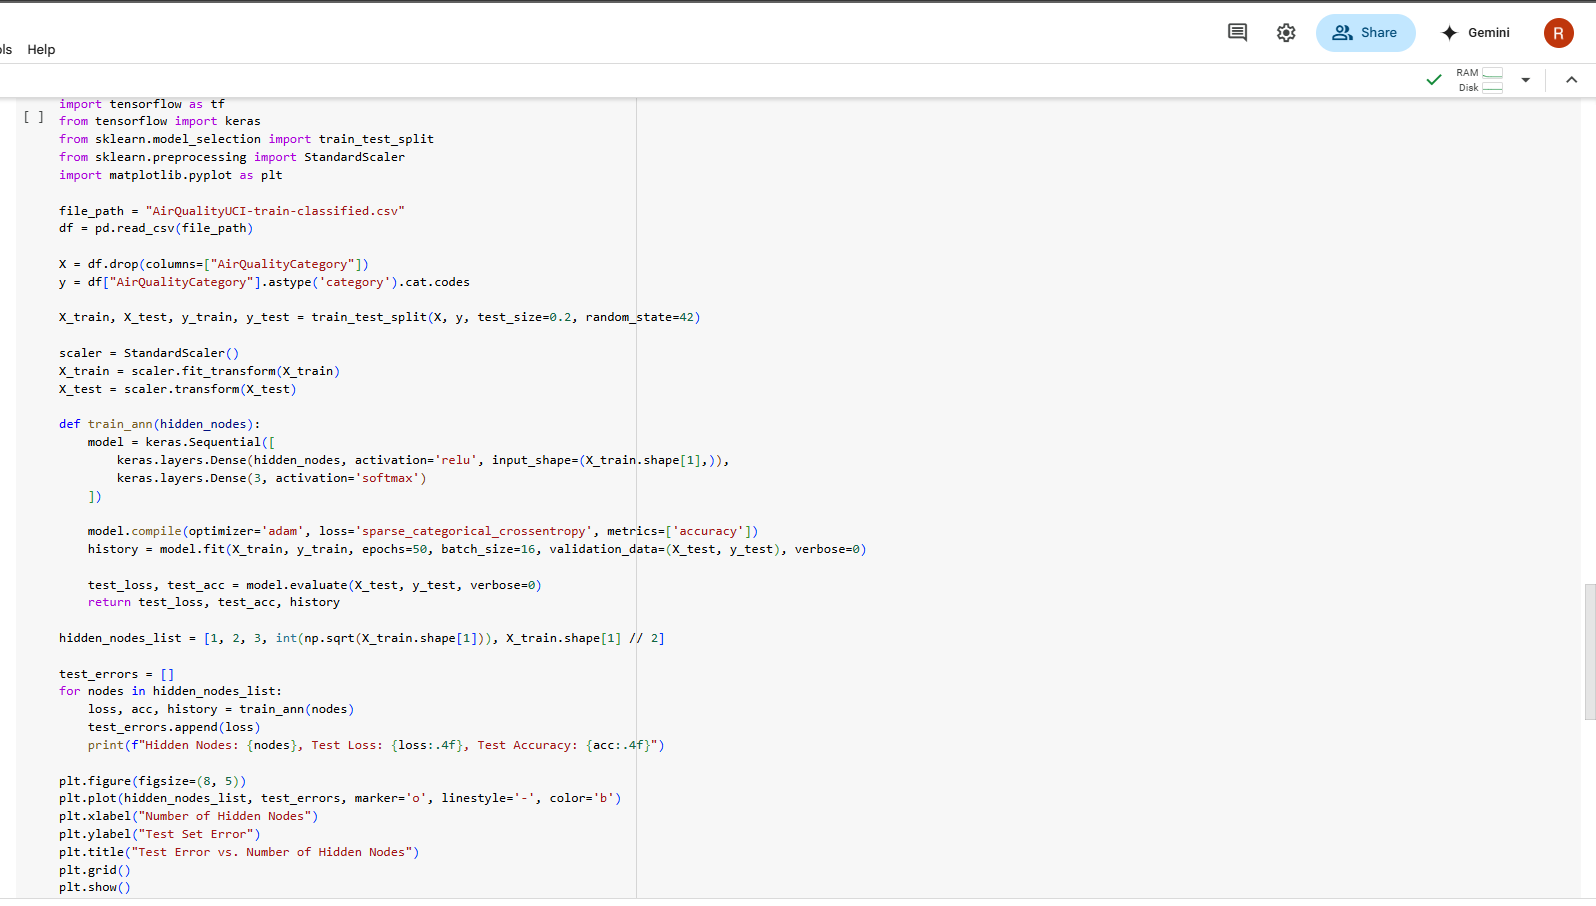 Share
Gemini
R
ls Help
RAM
Disk
import tensorflow as tf
[ ]
from tensorflow import keras
from sklearn.model_selection import train_test_split
from sklearn.preprocessing import StandardScaler
import matplotlib.pyplot as plt
file_path = "AirQualityUCI-train-classified.csv"
df = pd.read_csv(file_path)
X = df.drop(columns=["AirQualityCategory"])
y = df["AirQualityCategory"].astype('category').cat.codes
X_train, X_test, y_train, y_test = train_test_split(X, y, test_size=0.2, random_state=42)
scaler = StandardScaler()
X_train = scaler.fit_transform(X_train)
X_test = scaler.transform(X_test)
def train_ann(hidden_nodes):
    model = keras.Sequential([
        keras.layers.Dense(hidden_nodes, activation='relu', input_shape=(X_train.shape[1],)),
        keras.layers.Dense(3, activation='softmax')
    ])
    model.compile(optimizer='adam', loss='sparse_categorical_crossentropy', metrics=['accuracy'])
    history = model.fit(X_train, y_train, epochs=50, batch_size=16, validation_data=(X_test, y_test), verbose=0)
    test_loss, test_acc = model.evaluate(X_test, y_test, verbose=0)
    return test_loss, test_acc, history
hidden_nodes_list = [1, 2, 3, int(np.sqrt(X_train.shape[1])), X_train.shape[1] // 2]
test_errors = []
for nodes in hidden_nodes_list:
    loss, acc, history = train_ann(nodes)
    test_errors.append(loss)
    print(f"Hidden Nodes: {nodes}, Test Loss: {loss:.4f}, Test Accuracy: {acc:.4f}")
plt.figure(figsize=(8, 5))
plt.plot(hidden_nodes_list, test_errors, marker='o', linestyle='-', color='b')
plt.xlabel("Number of Hidden Nodes")
plt.ylabel("Test Set Error")
plt.title("Test Error vs. Number of Hidden Nodes")
plt.grid()
plt.show()